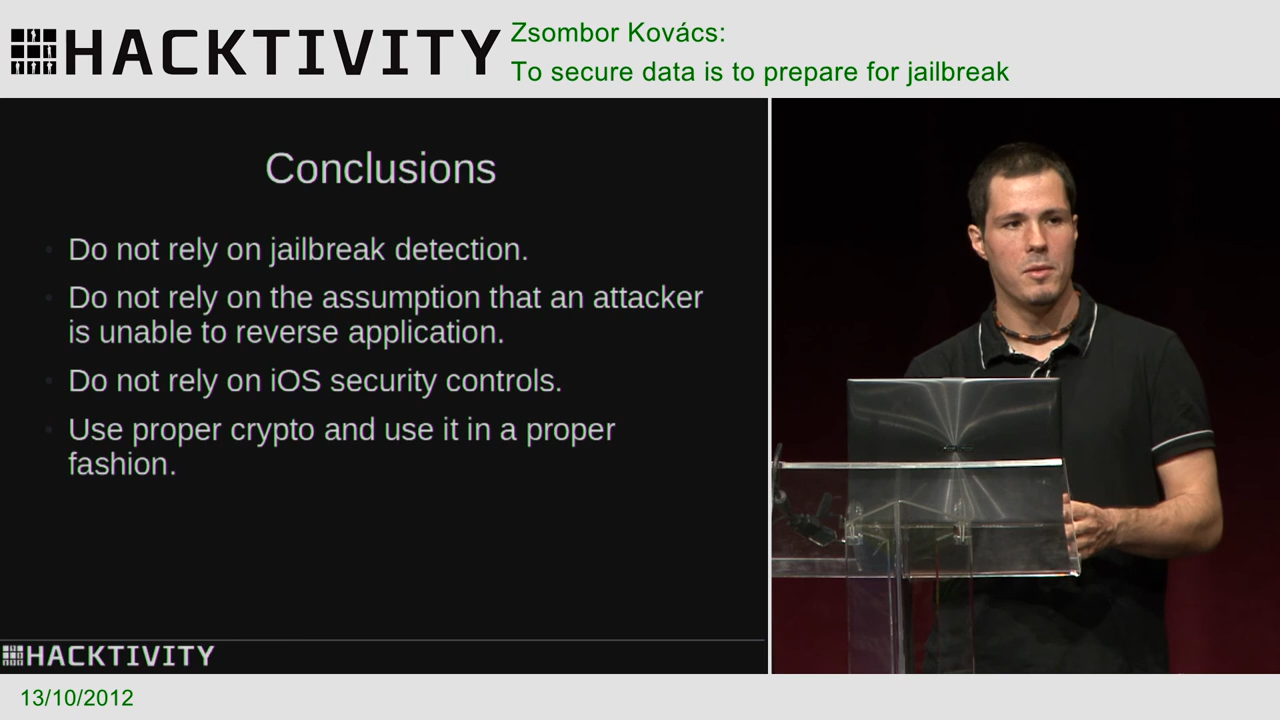 HACKTIVITY
Zsombor Kovács:
To secure data is to prepare for jailbreak
Conclusions
Do not rely on jailbreak detection.
Do not rely on the assumption that an attacker
is unable to reverse application.
Do not rely on iOS security controls.
Use proper crypto and use it in a proper
fashion.
HACKTIVITY
13/10/2012